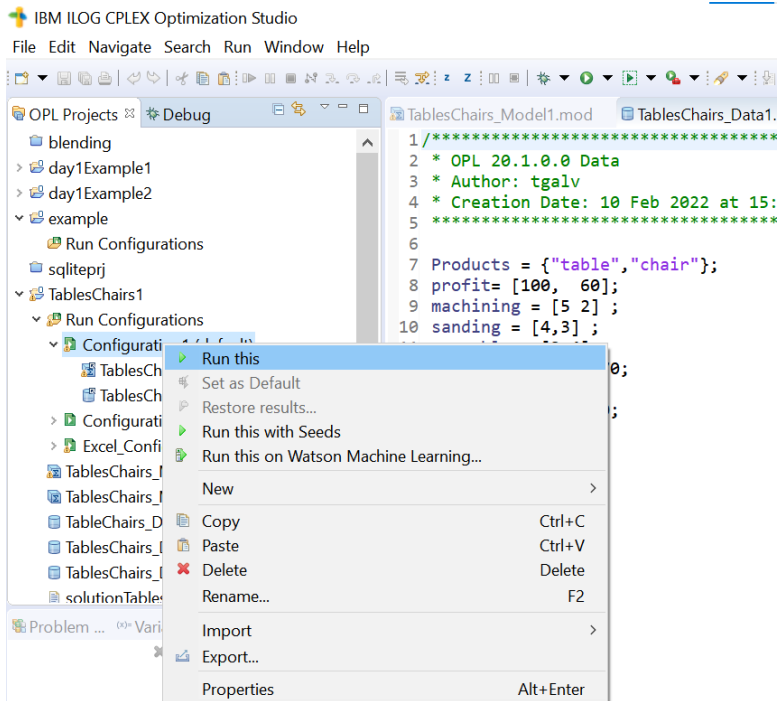 IBM ILOG CPLEX Optimization Studio
File Edit Navigate Search Run Window Help
OPL Projects Debug
TablesChairs_Model1.mod TablesChairs_Data1.
blending
day1Example1
day1Example2
example
Run Configurations
sqliteprj
TablesChairs1
Run Configurations
TablesCh
TablesCh
Configurati
Excel_Confi
TablesChairs_
TablesChairs_
TableChairs_D
TablesChairs_
TablesChairs_
solutionTables
Problem ... (x)= Vari
1 /**********************************
2 * OPL 20.1.0.0 Data
3 * Author: tgalv
4 * Creation Date: 10 Feb 2022 at 15:
5 **********************************
6
7 Products = {"table","chair"};
8 profit= [100, 60];
9 machining = [5 2] ;
10 sanding = [4,3] ;
0;
;
Run this
Set as Default
Restore results...
Run this with Seeds
Run this on Watson Machine Learning...
New
Copy Ctrl+C
Paste Ctrl+V
Delete Delete
Rename... F2
Import
Export...
Properties Alt+Enter